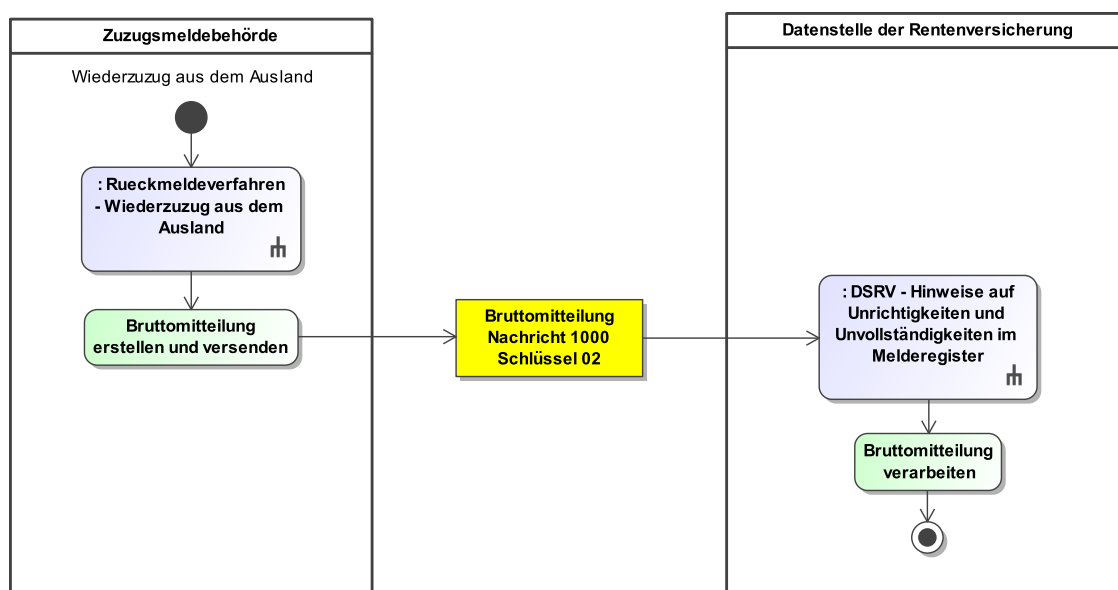 Zuzugsmeldebehörde
Wiederzuzug aus dem Ausland
: Rueckmeldeverfahren
- Wiederzuzug aus dem
Ausland
Bruttomitteilung
erstellen und versenden
Bruttomitteilung
Nachricht 1000
Schlüssel 02
Datenstelle der Rentenversicherung
: DSRV - Hinweise auf
Unrichtigkeiten und
Unvollständigkeiten im
Melderegister
Bruttomitteilung
verarbeiten